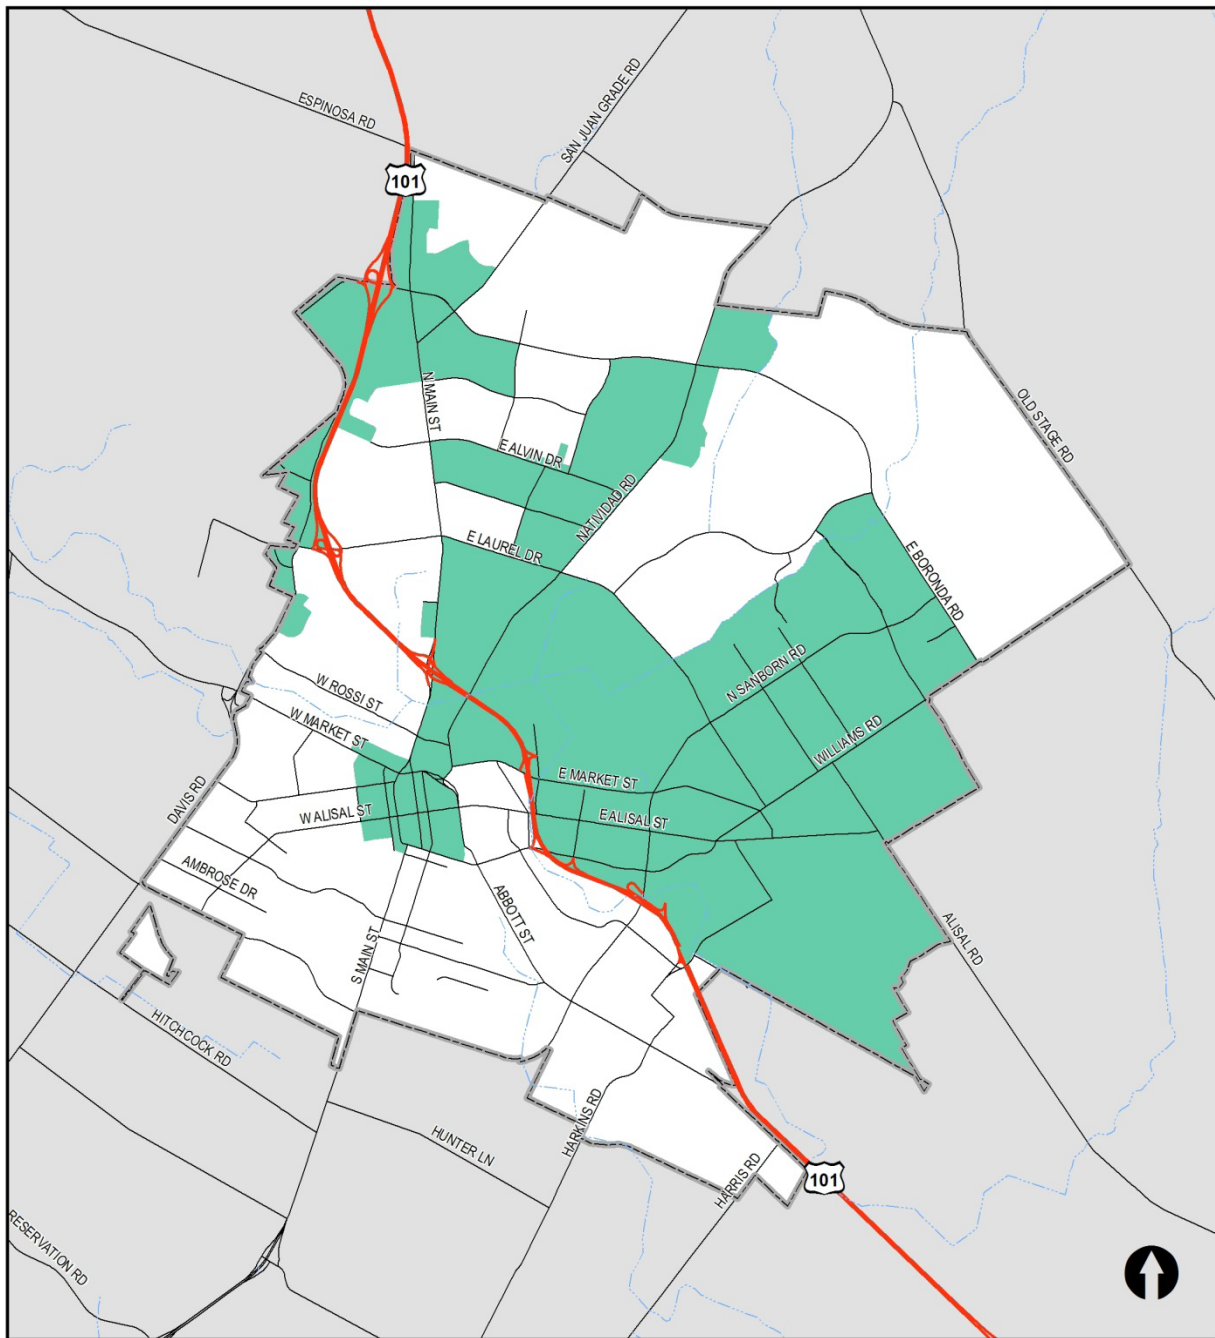 ESPINOSA RD
SAN JUAN GRADE RD
101
OLD STAGE RD
N MAIN ST
E ALVIN DR
NATIVIDAD RD
E LAUREL DR
E BORONDA RD
N SANBORN RD
W ROSSI ST
W MARKET ST
WILLIAMS RD
E MARKET ST
DAVIS RD
W ALISAL ST
E ALISAL ST
AMBROSE DR
ABBOTT ST
ALISAL RD
S MAIN ST
HITCHCOCK RD
HARKINS RD
HUNTER LN
HARRIS RD
101
RESERVATION RD